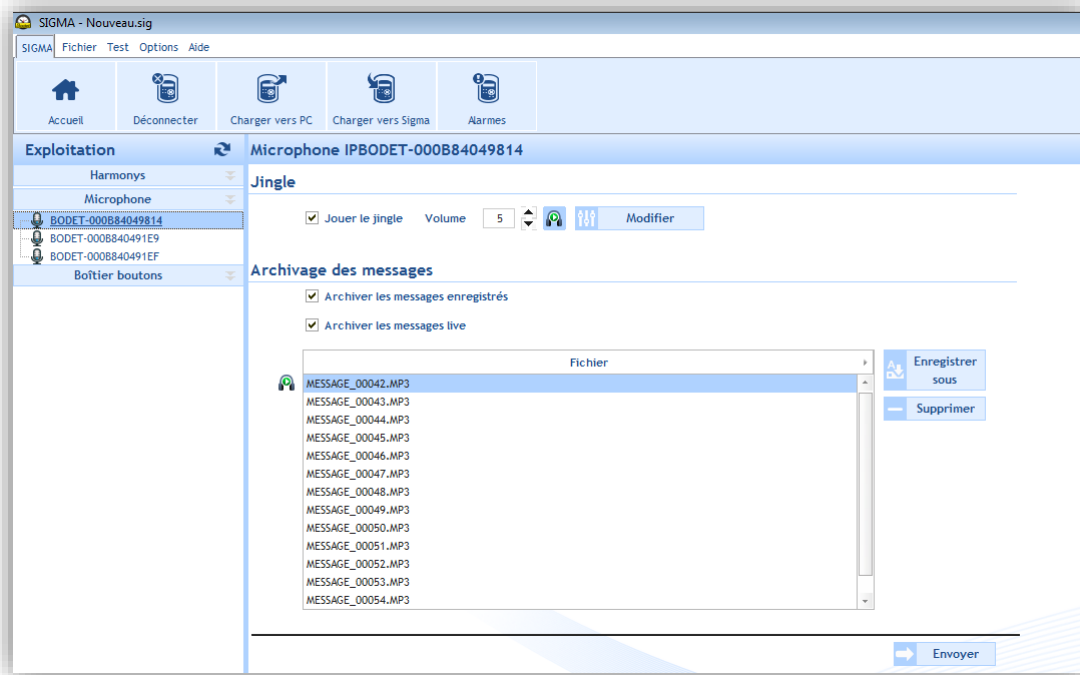 SIGMA - Nouveau.sig
SIGMA Fichier Test Options Aide
Accueil Déconnecter Charger vers PC Charger vers Sigma Alarmes
Exploitation
Harmonys
Microphone
BODET-000B84049814
BODET-000B840491E9
BODET-000B840491EF
Boîtier boutons
Microphone IPBODET-000B84049814
Jingle
Jouer le jingle Volume 5 Modifier
Archivage des messages
Archiver les messages enregistrés
Archiver les messages live
Fichier
MESSAGE_00042.MP3
MESSAGE_00043.MP3
MESSAGE_00044.MP3
MESSAGE_00045.MP3
MESSAGE_00046.MP3
MESSAGE_00047.MP3
MESSAGE_00048.MP3
MESSAGE_00049.MP3
MESSAGE_00050.MP3
MESSAGE_00051.MP3
MESSAGE_00052.MP3
MESSAGE_00053.MP3
MESSAGE_00054.MP3
Enregistrer
sous
Supprimer
Envoyer